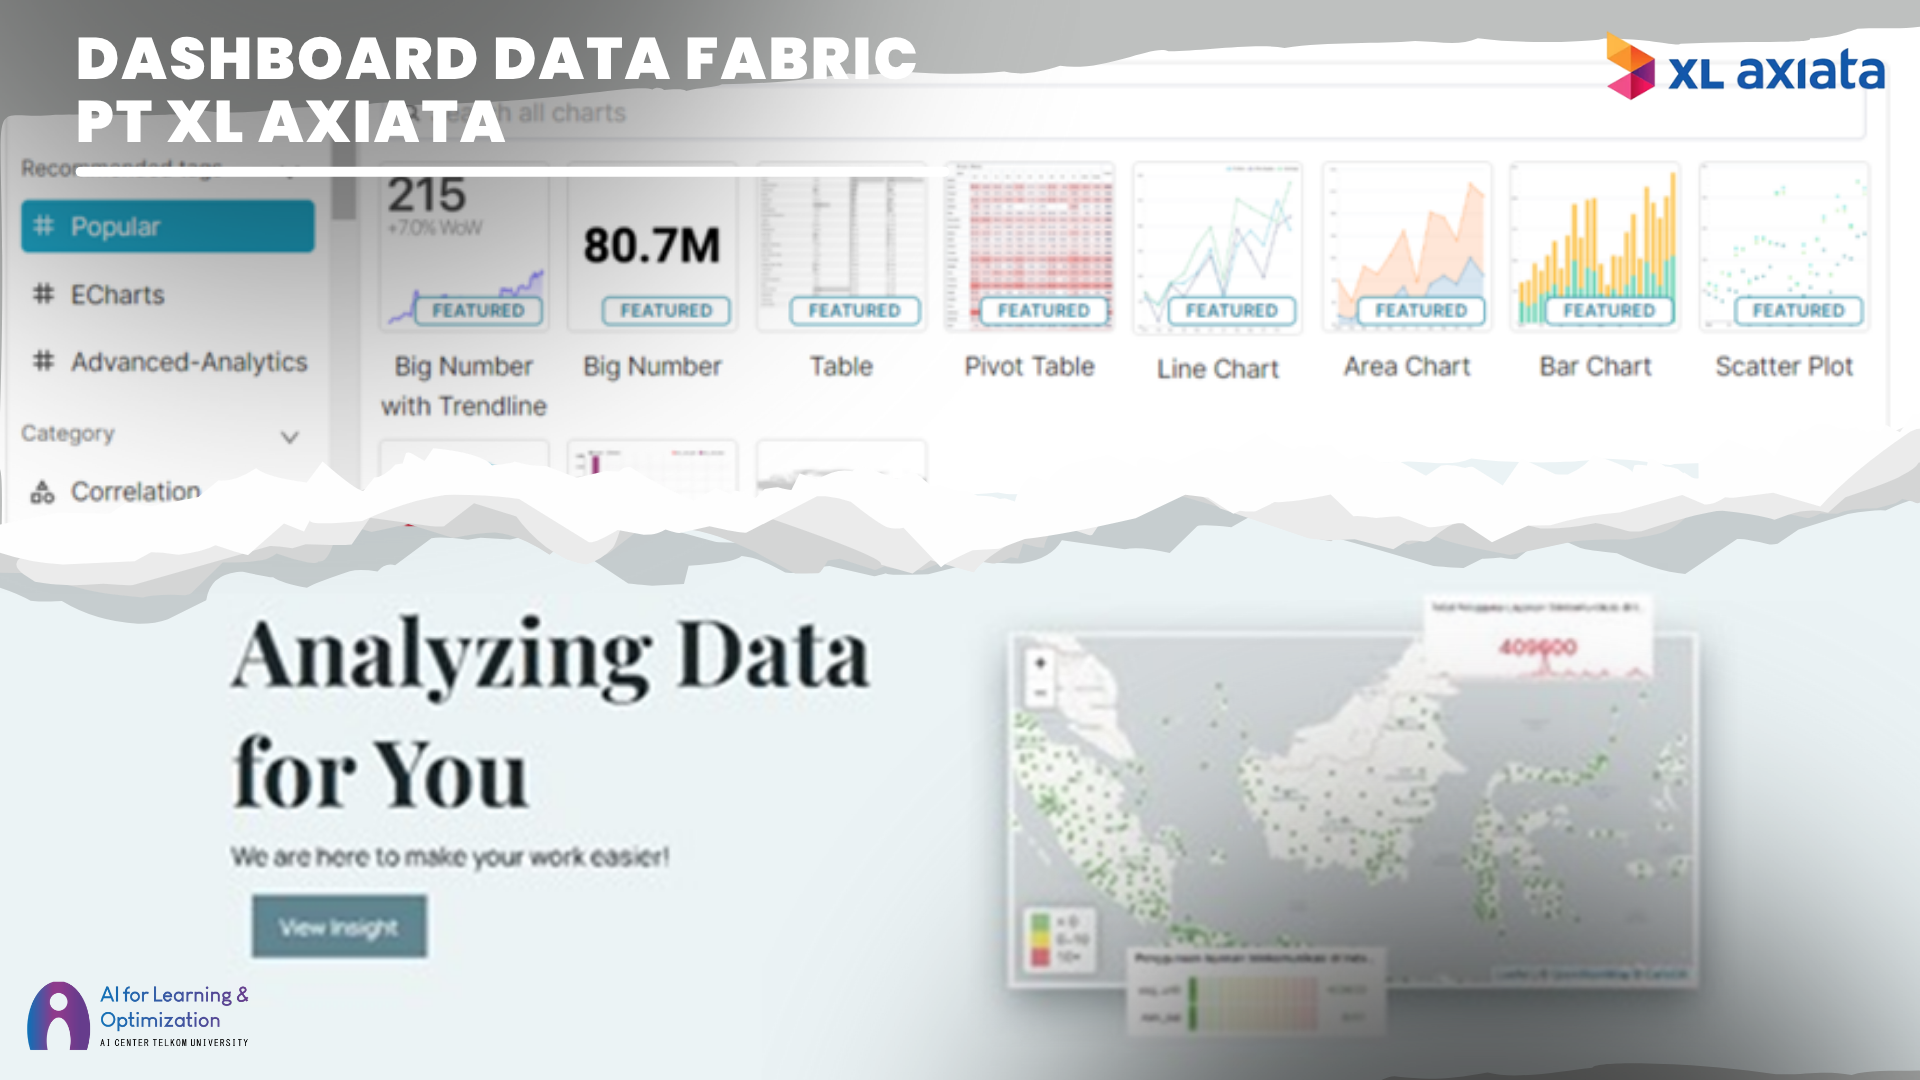 DASHBOARD DATA FABRIC
PT XL AXIATA
XL axiata
Search all charts
Recommended tags
# Popular
# ECharts
# Advanced-Analytics
Category
Correlation
215
+7.0% WoW
80.7M
FEATURED
FEATURED
FEATURED
FEATURED
FEATURED
FEATURED
FEATURED
FEATURED
Big Number
with Trendline
Big Number
Table
Pivot Table
Line Chart
Area Chart
Bar Chart
Scatter Plot
Analyzing Data
for You
We are here to make your work easier!
View Insight
409600
+
−
AI for Learning &
Optimization
AI CENTER TELKOM UNIVERSITY